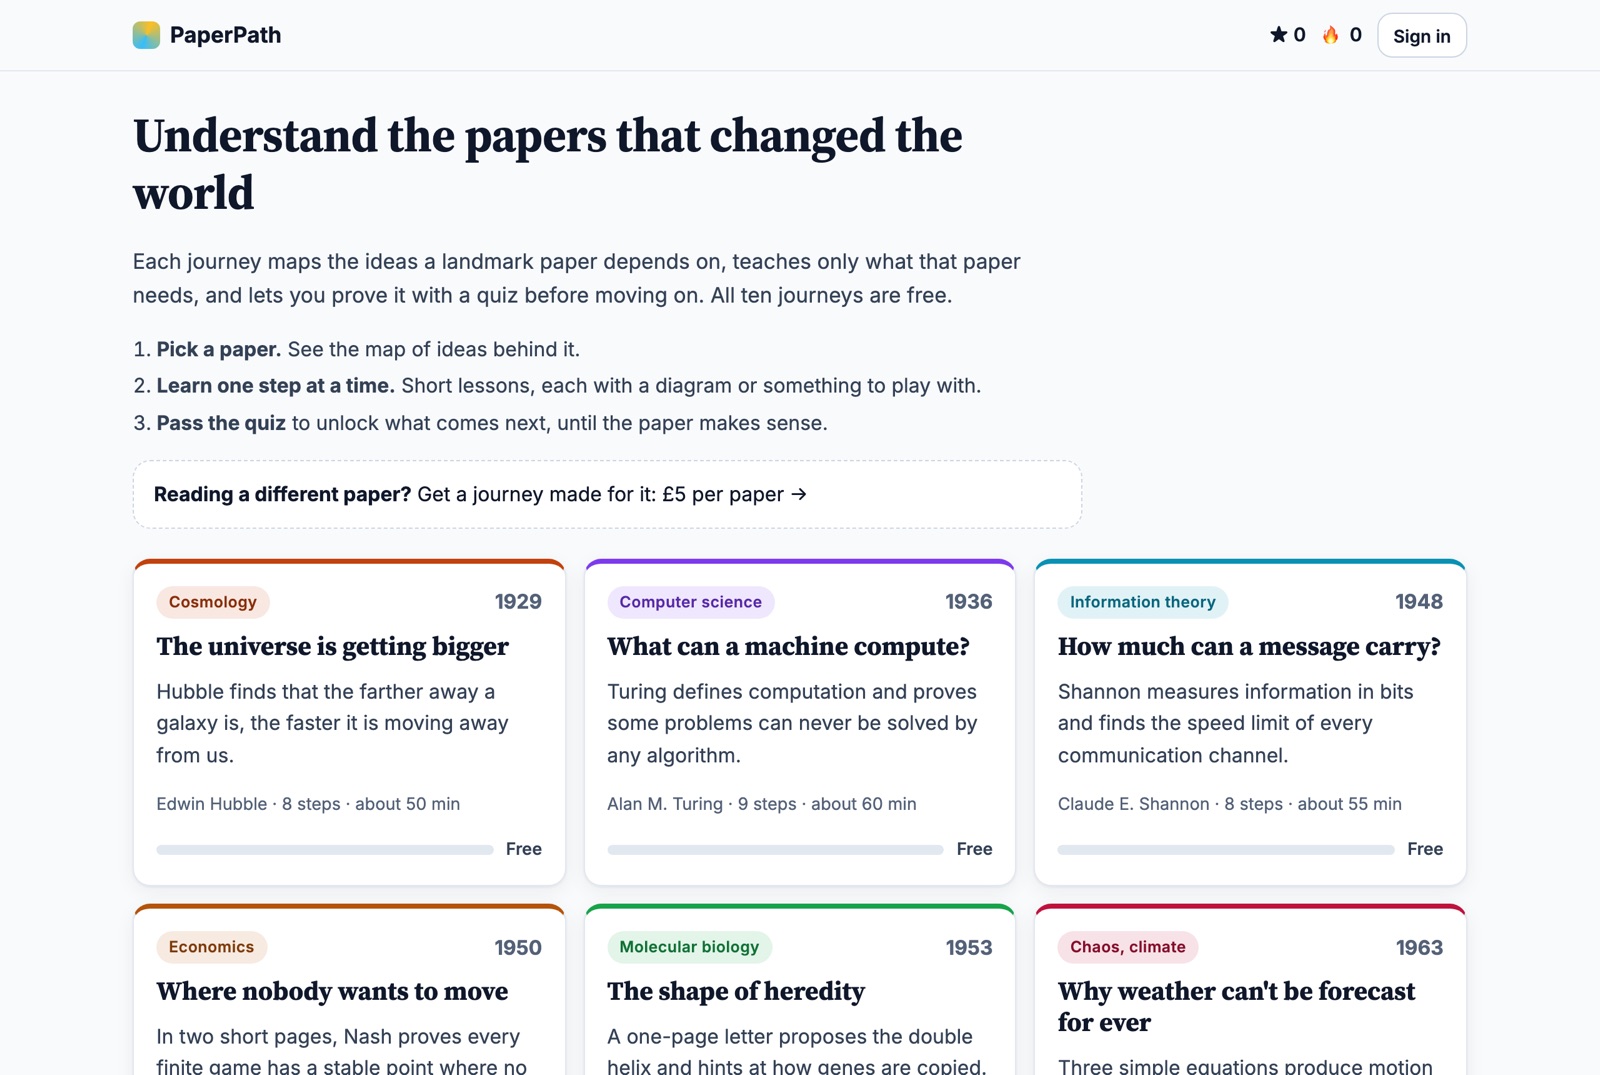 PaperPath
★ 0 🔥 0 Sign in
Understand the papers that changed the
world
Each journey maps the ideas a landmark paper depends on, teaches only what that paper
needs, and lets you prove it with a quiz before moving on. All ten journeys are free.
1. Pick a paper. See the map of ideas behind it.
2. Learn one step at a time. Short lessons, each with a diagram or something to play with.
3. Pass the quiz to unlock what comes next, until the paper makes sense.
Reading a different paper? Get a journey made for it: £5 per paper →
Cosmology 1929
The universe is getting bigger
Hubble finds that the farther away a
galaxy is, the faster it is moving away
from us.
Edwin Hubble · 8 steps · about 50 min
Free
Computer science 1936
What can a machine compute?
Turing defines computation and proves
some problems can never be solved by
any algorithm.
Alan M. Turing · 9 steps · about 60 min
Free
Information theory 1948
How much can a message carry?
Shannon measures information in bits
and finds the speed limit of every
communication channel.
Claude E. Shannon · 8 steps · about 55 min
Free
Economics 1950
Where nobody wants to move
In two short pages, Nash proves every
finite game has a stable point where no
Molecular biology 1953
The shape of heredity
A one-page letter proposes the double
helix and hints at how genes are copied.
Chaos, climate 1963
Why weather can't be forecast
for ever
Three simple equations produce motion